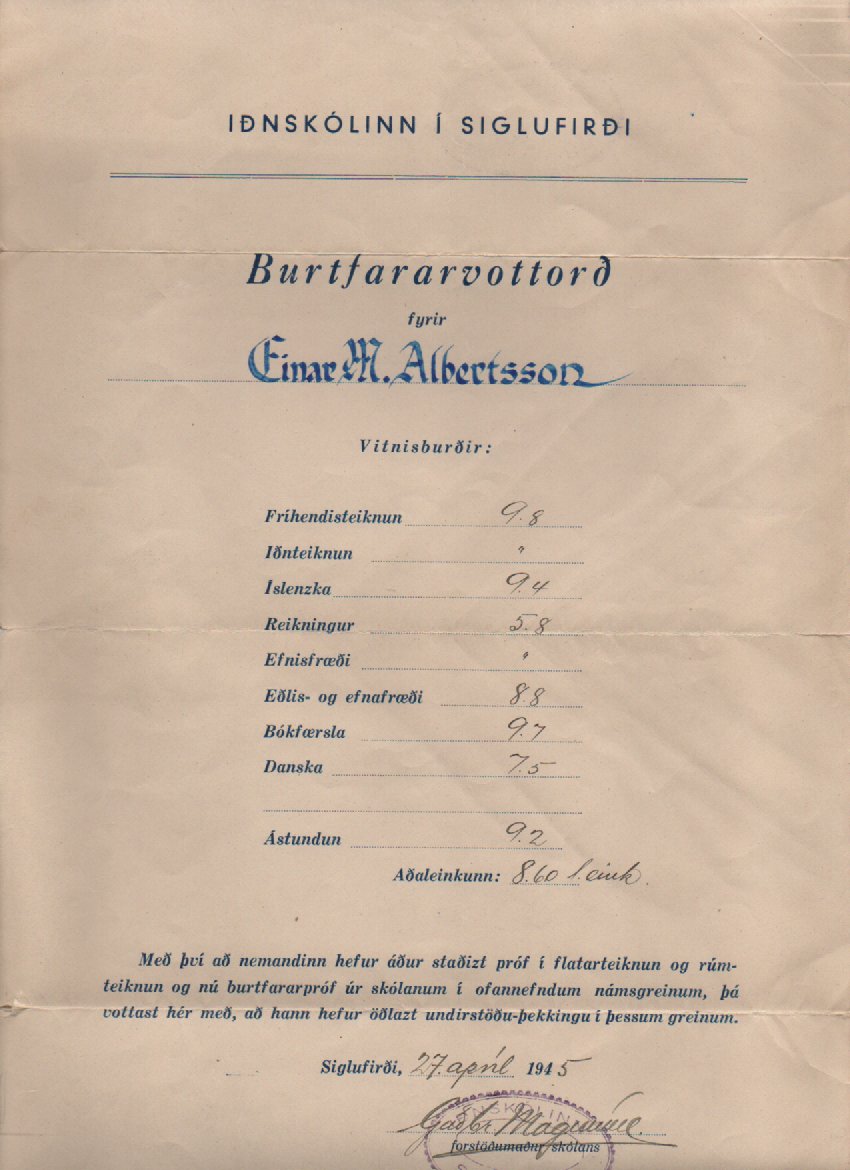 IÐNSKÓLINN Í SIGLUFIRÐI
Burtfararvottorð
fyrir
Einar M. Albertsson
Vitnisburðir:
Fríhendisteiknun 9.8
Iðnteiknun "
Íslenzka 9.4
Reikningur 5.8
Efnisfræði "
Eðlis- og efnafræði 8.8
Bókfærsla 9.7
Danska 7.5
Ástundun 9.2
Aðaleinkunn: 8.60 I. eink.
Með því að nemandinn hefur áður staðizt próf í flatarteiknun og rúm-
teiknun og nú burtfararpróf úr skólanum í ofannefndum námsgreinum, þá
vottast hér með, að hann hefur öðlazt undirstöðu-þekkingu í þessum greinum.
Siglufirði, 27. apríl 1945
forstöðumaður skólans